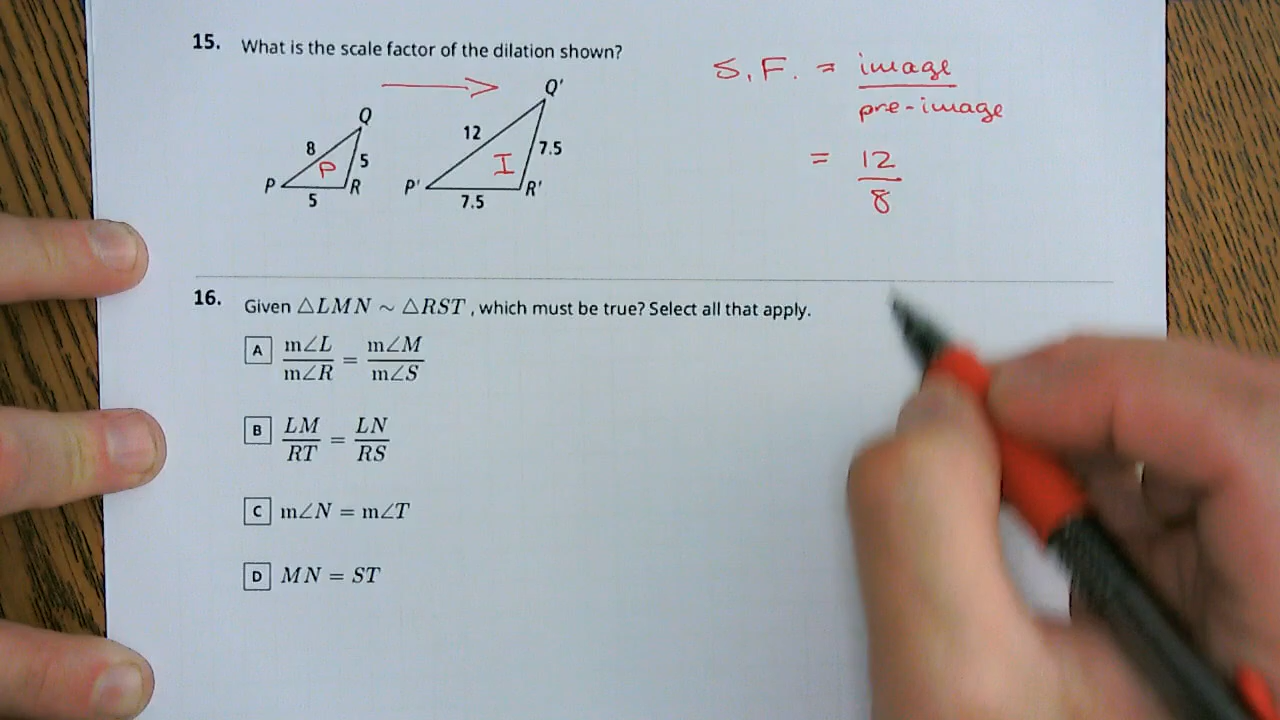 15. What is the scale factor of the dilation shown?
S.F. = image
pre-image
= 12
8
Q
8
P
5
P
R
5
Q'
12
I
7.5
P'
R'
7.5
16. Given △LMN ~ △RST, which must be true? Select all that apply.
A m∠L/m∠R = m∠M/m∠S
B LM/RT = LN/RS
C m∠N = m∠T
D MN = ST